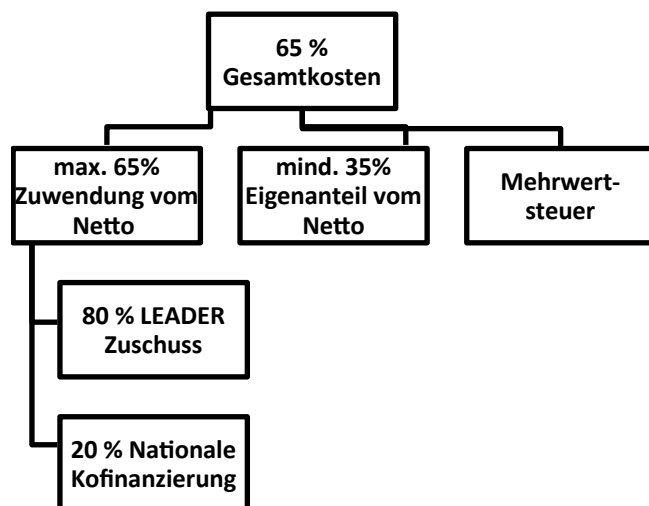 65 %
Gesamtkosten
max. 65%
Zuwendung vom
Netto
mind. 35%
Eigenanteil vom
Netto
Mehrwert-
steuer
80 % LEADER
Zuschuss
20 % Nationale
Kofinanzierung